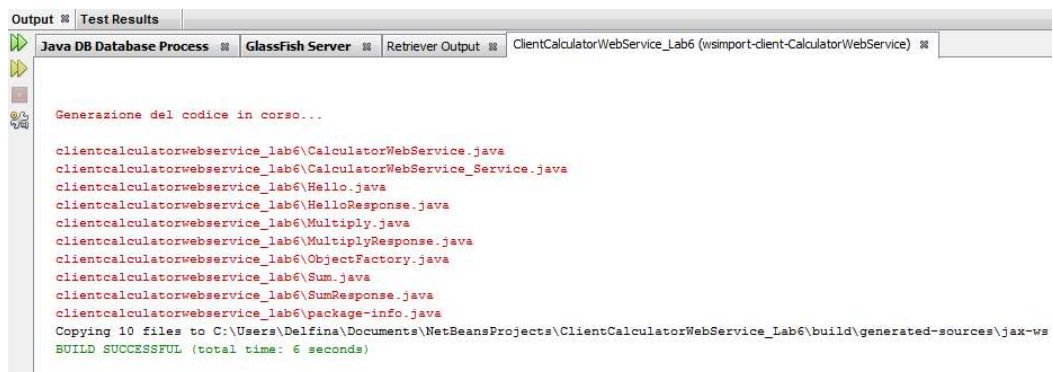 Output Test Results
Java DB Database Process GlassFish Server Retriever Output ClientCalculatorWebService_Lab6 (wsimport-client-CalculatorWebService)
Generazione del codice in corso...
clientcalculatorwebservice_lab6\CalculatorWebService.java
clientcalculatorwebservice_lab6\CalculatorWebService_Service.java
clientcalculatorwebservice_lab6\Hello.java
clientcalculatorwebservice_lab6\HelloResponse.java
clientcalculatorwebservice_lab6\Multiply.java
clientcalculatorwebservice_lab6\MultiplyResponse.java
clientcalculatorwebservice_lab6\ObjectFactory.java
clientcalculatorwebservice_lab6\Sum.java
clientcalculatorwebservice_lab6\SumResponse.java
clientcalculatorwebservice_lab6\package-info.java
Copying 10 files to C:\Users\Delfina\Documents\NetBeansProjects\ClientCalculatorWebService_Lab6\build\generated-sources\jax-ws
BUILD SUCCESSFUL (total time: 6 seconds)